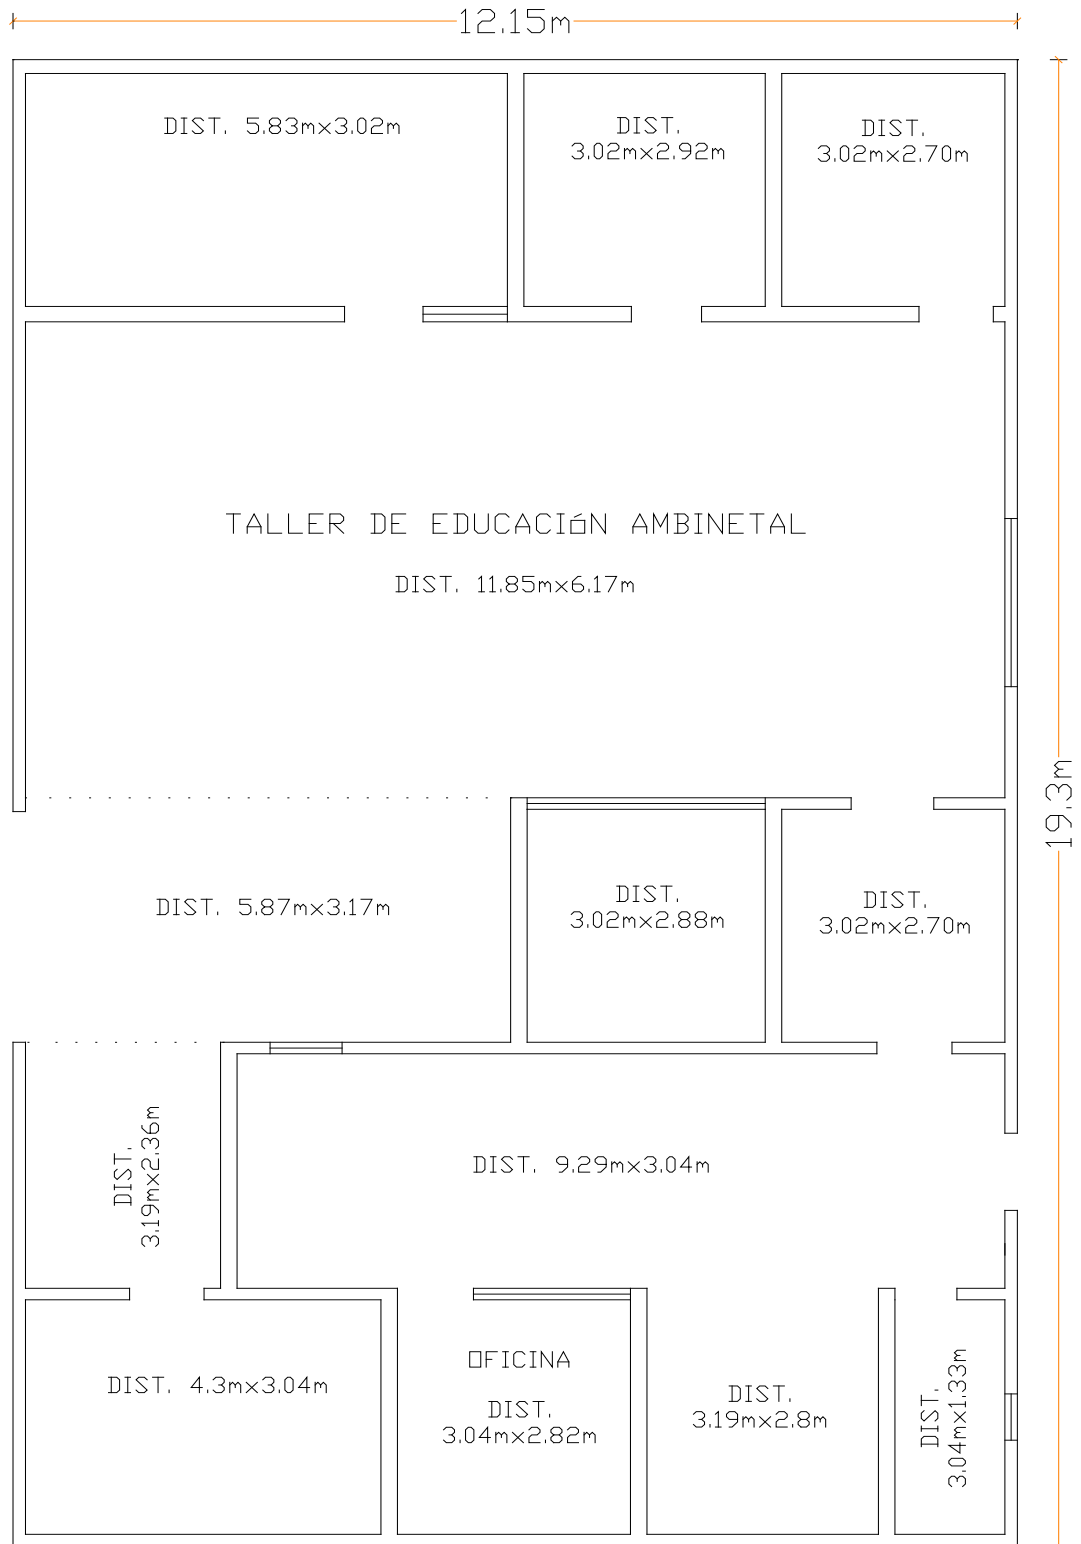 12.15m
DIST. 5.83mx3.02m
DIST.
3.02mx2.92m
DIST.
3.02mx2.70m
TALLER DE EDUCACIóN AMBINETAL
DIST. 11.85mx6.17m
19.3m
DIST. 5.87mx3.17m
DIST.
3.02mx2.88m
DIST.
3.02mx2.70m
DIST.
3.19mx2.36m
DIST. 9.29mx3.04m
DIST. 4.3mx3.04m
OFICINA
DIST.
3.04mx2.82m
DIST.
3.19mx2.8m
DIST.
3.04mx1.33m